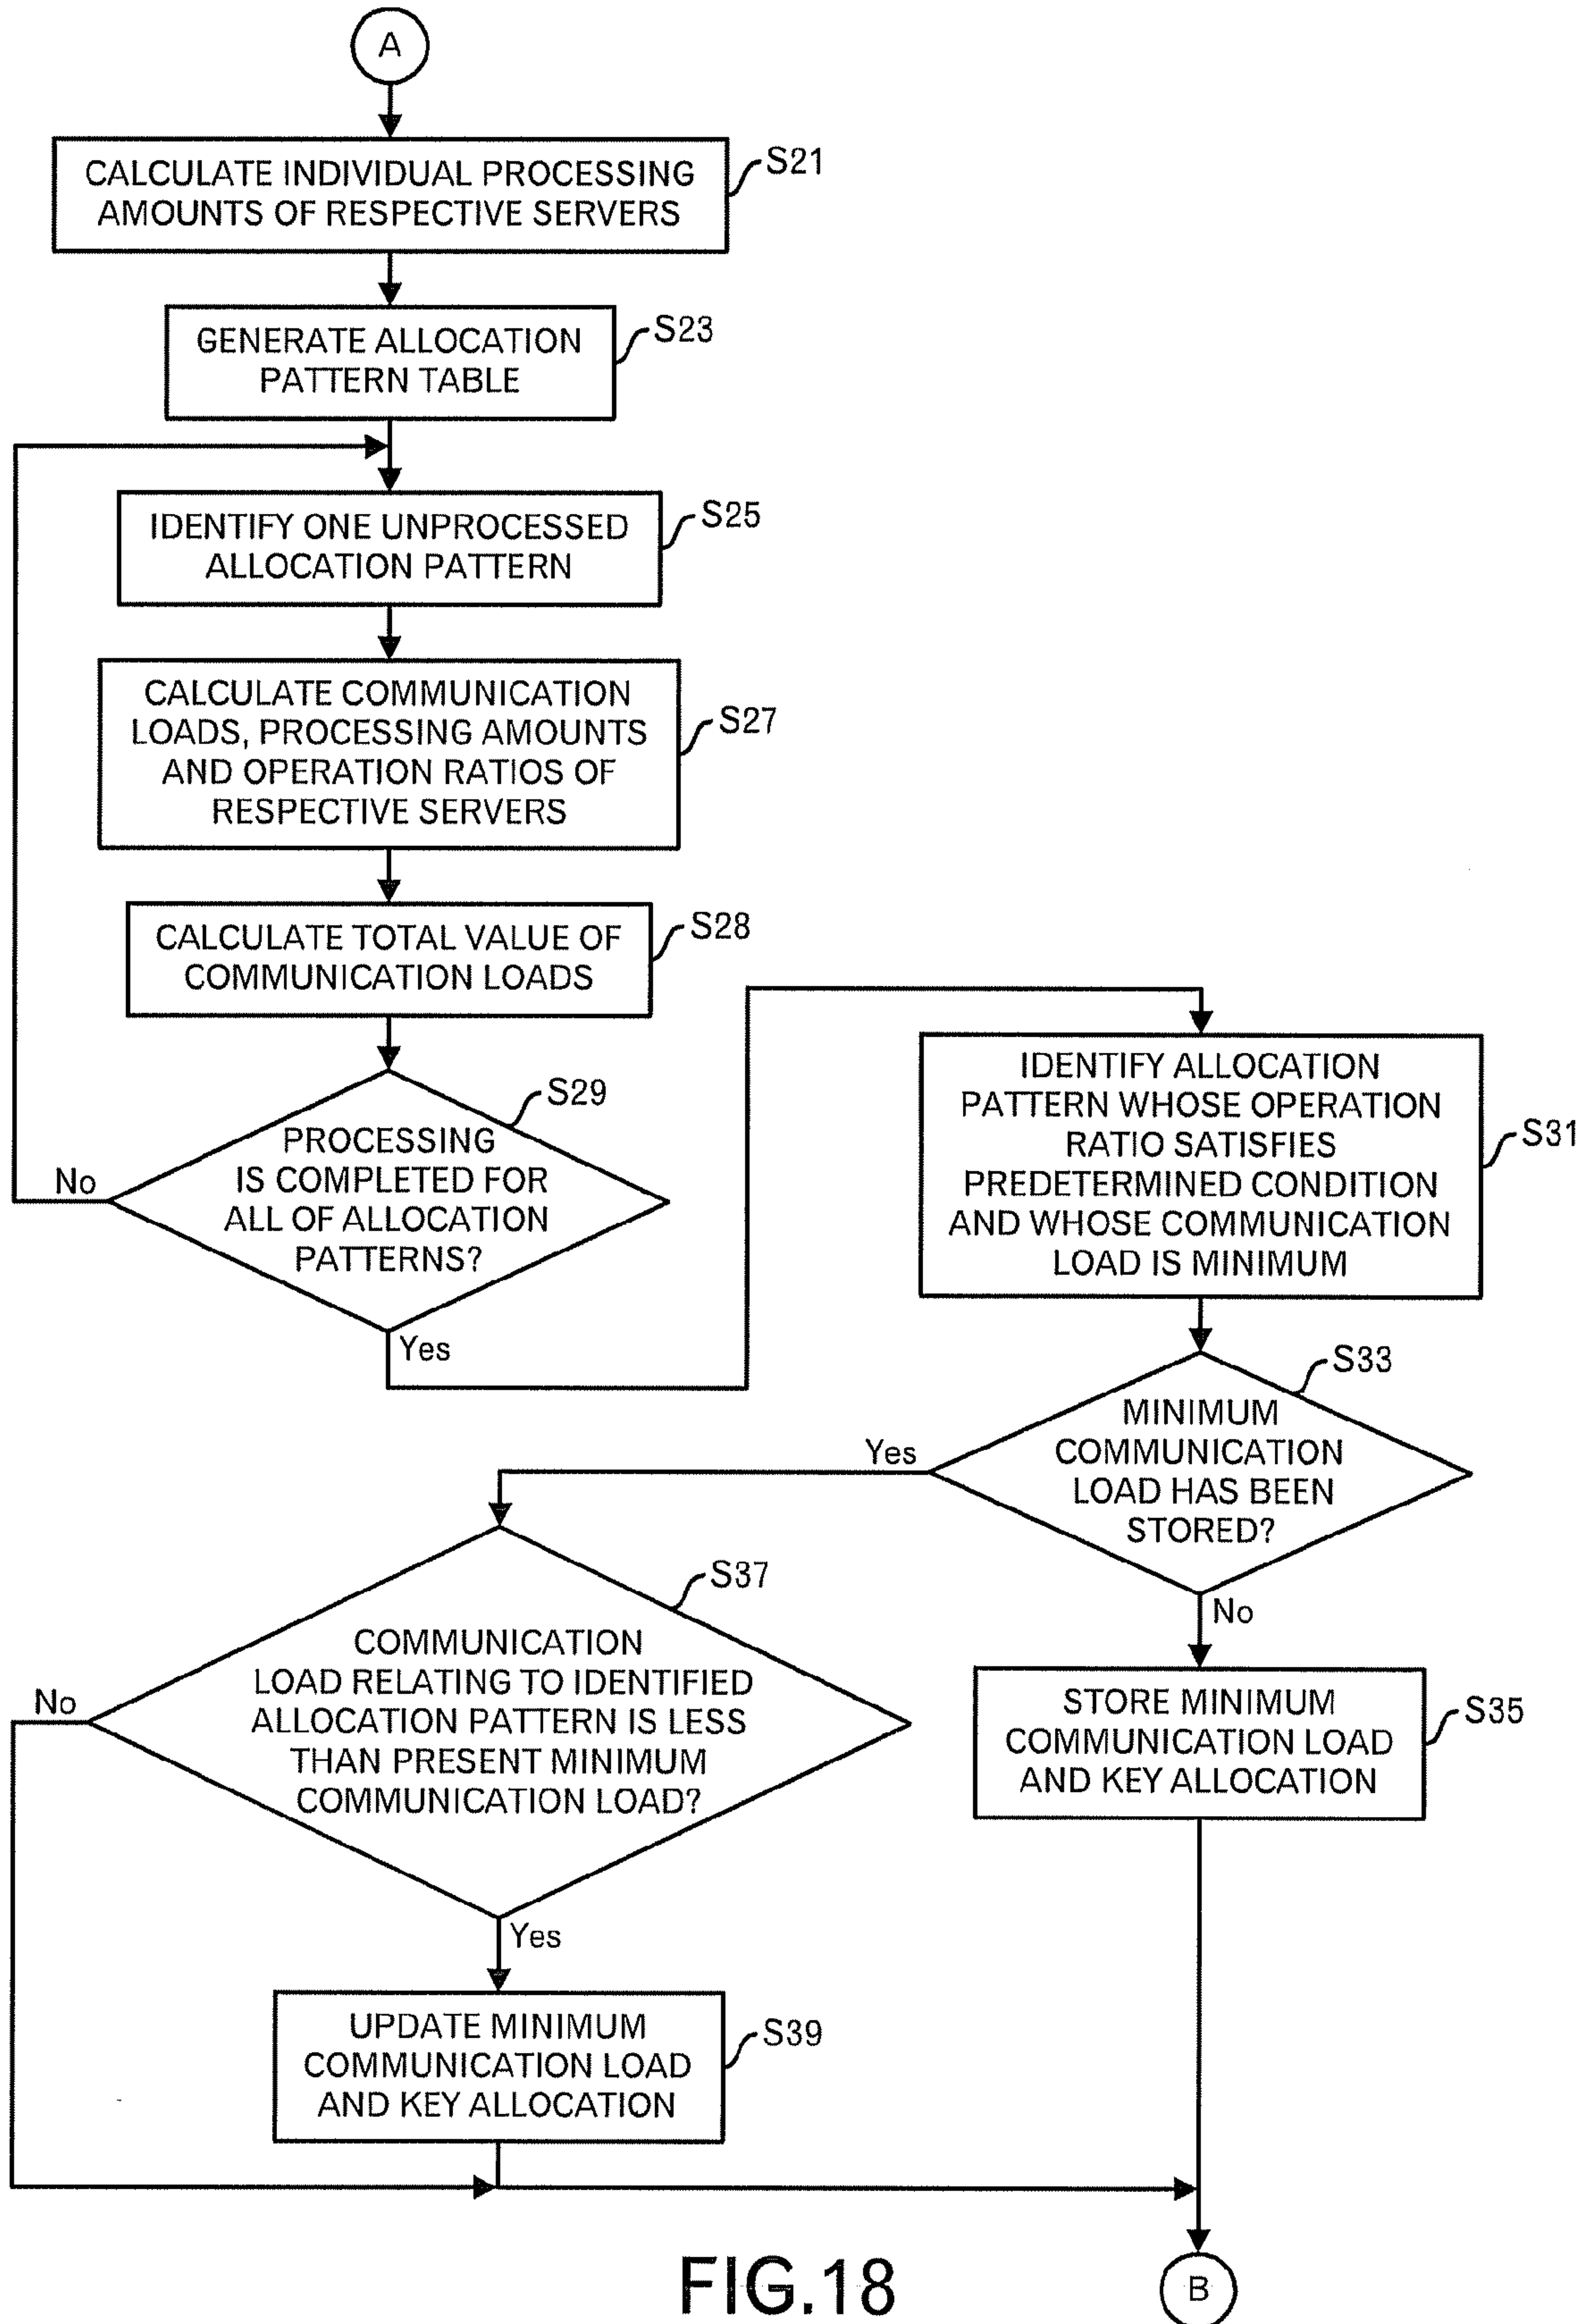 A
CALCULATE INDIVIDUAL PROCESSING
AMOUNTS OF RESPECTIVE SERVERS
S21
GENERATE ALLOCATION
PATTERN TABLE
S23
IDENTIFY ONE UNPROCESSED
ALLOCATION PATTERN
S25
CALCULATE COMMUNICATION
LOADS, PROCESSING AMOUNTS
AND OPERATION RATIOS OF
RESPECTIVE SERVERS
S27
CALCULATE TOTAL VALUE OF
COMMUNICATION LOADS
S28
PROCESSING
IS COMPLETED FOR
ALL OF ALLOCATION
PATTERNS?
S29
No
Yes
IDENTIFY ALLOCATION
PATTERN WHOSE OPERATION
RATIO SATISFIES
PREDETERMINED CONDITION
AND WHOSE COMMUNICATION
LOAD IS MINIMUM
S31
MINIMUM
COMMUNICATION
LOAD HAS BEEN
STORED?
S33
Yes
No
STORE MINIMUM
COMMUNICATION LOAD
AND KEY ALLOCATION
S35
COMMUNICATION
LOAD RELATING TO IDENTIFIED
ALLOCATION PATTERN IS LESS
THAN PRESENT MINIMUM
COMMUNICATION LOAD?
S37
No
Yes
UPDATE MINIMUM
COMMUNICATION LOAD
AND KEY ALLOCATION
S39
B
FIG.18